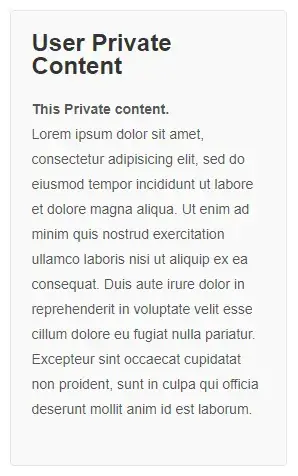 User Private
Content
This Private content.
Lorem ipsum dolor sit amet,
consectetur adipisicing elit, sed do
eiusmod tempor incididunt ut labore
et dolore magna aliqua. Ut enim ad
minim quis nostrud exercitation
ullamco laboris nisi ut aliquip ex ea
consequat. Duis aute irure dolor in
reprehenderit in voluptate velit esse
cillum dolore eu fugiat nulla pariatur.
Excepteur sint occaecat cupidatat
non proident, sunt in culpa qui officia
deserunt mollit anim id est laborum.